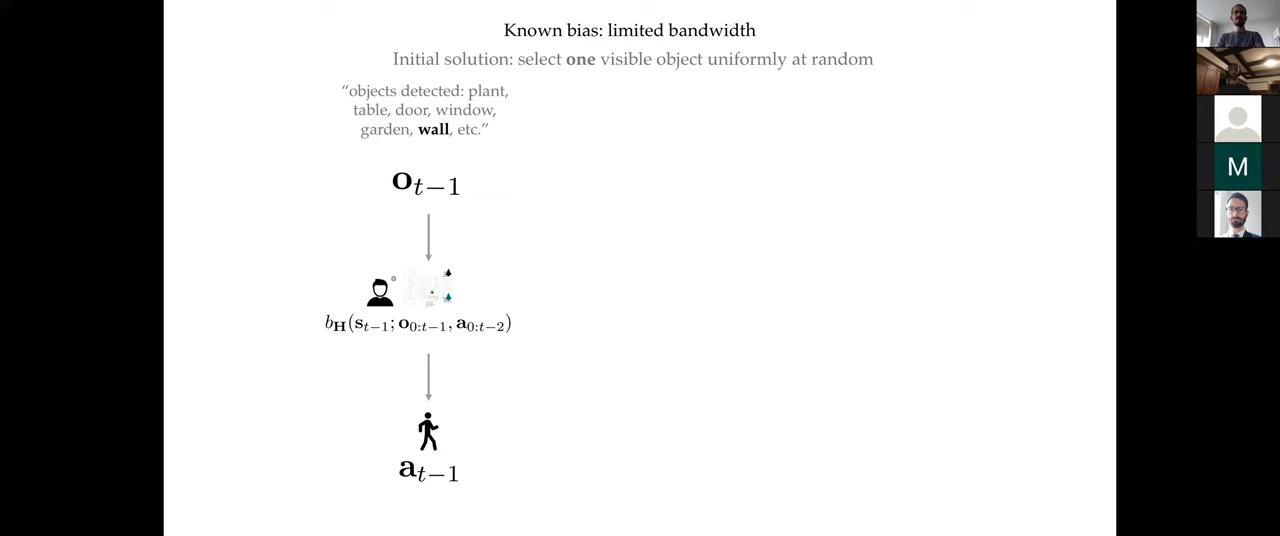 Known bias: limited bandwidth
Initial solution: select one visible object uniformly at random
“objects detected: plant,
table, door, window,
garden, wall, etc.”
o_{t−1}
b_H(s_{t−1}; o_{0:t−1}, a_{0:t−2})
a_{t−1}
M